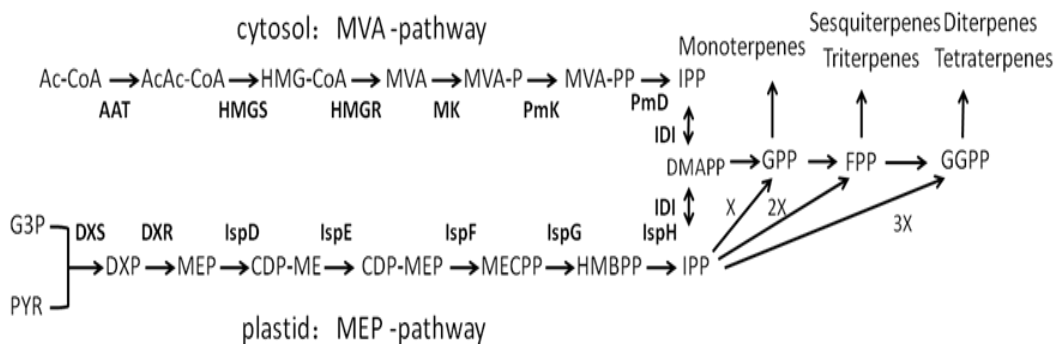 cytosol: MVA -pathway
Sesquiterpenes Diterpenes
Monoterpenes Triterpenes Tetraterpenes
Ac-CoA AcAc-CoA HMG-CoA MVA MVA-P MVA-PP IPP
AAT HMGS HMGR MK PmK PmD
IDI
DMAPP GPP FPP GGPP
IDI X 2X 3X
G3P DXS DXR IspD IspE IspF IspG IspH
DXP MEP CDP-ME CDP-MEP MECPP HMBPP IPP
PYR
plastid: MEP -pathway